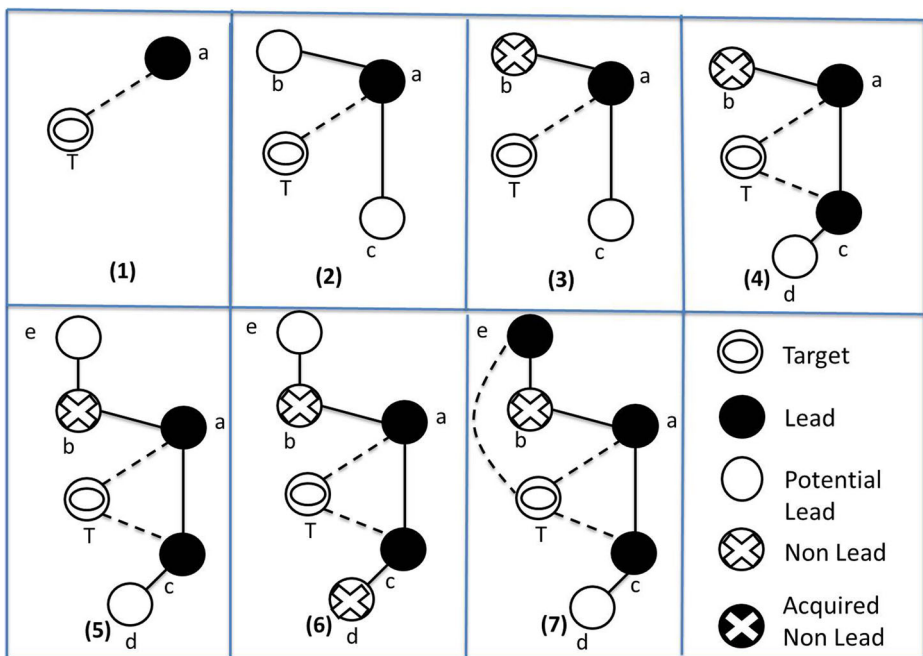 a
T
(1)
b
a
T
c
(2)
b
a
T
c
(3)
b
a
T
c
d
(4)
e
b
a
T
c
d
(5)
e
b
a
T
c
d
(6)
e
b
a
T
c
d
(7)
Target
Lead
Potential
Lead
Non Lead
Acquired
Non Lead